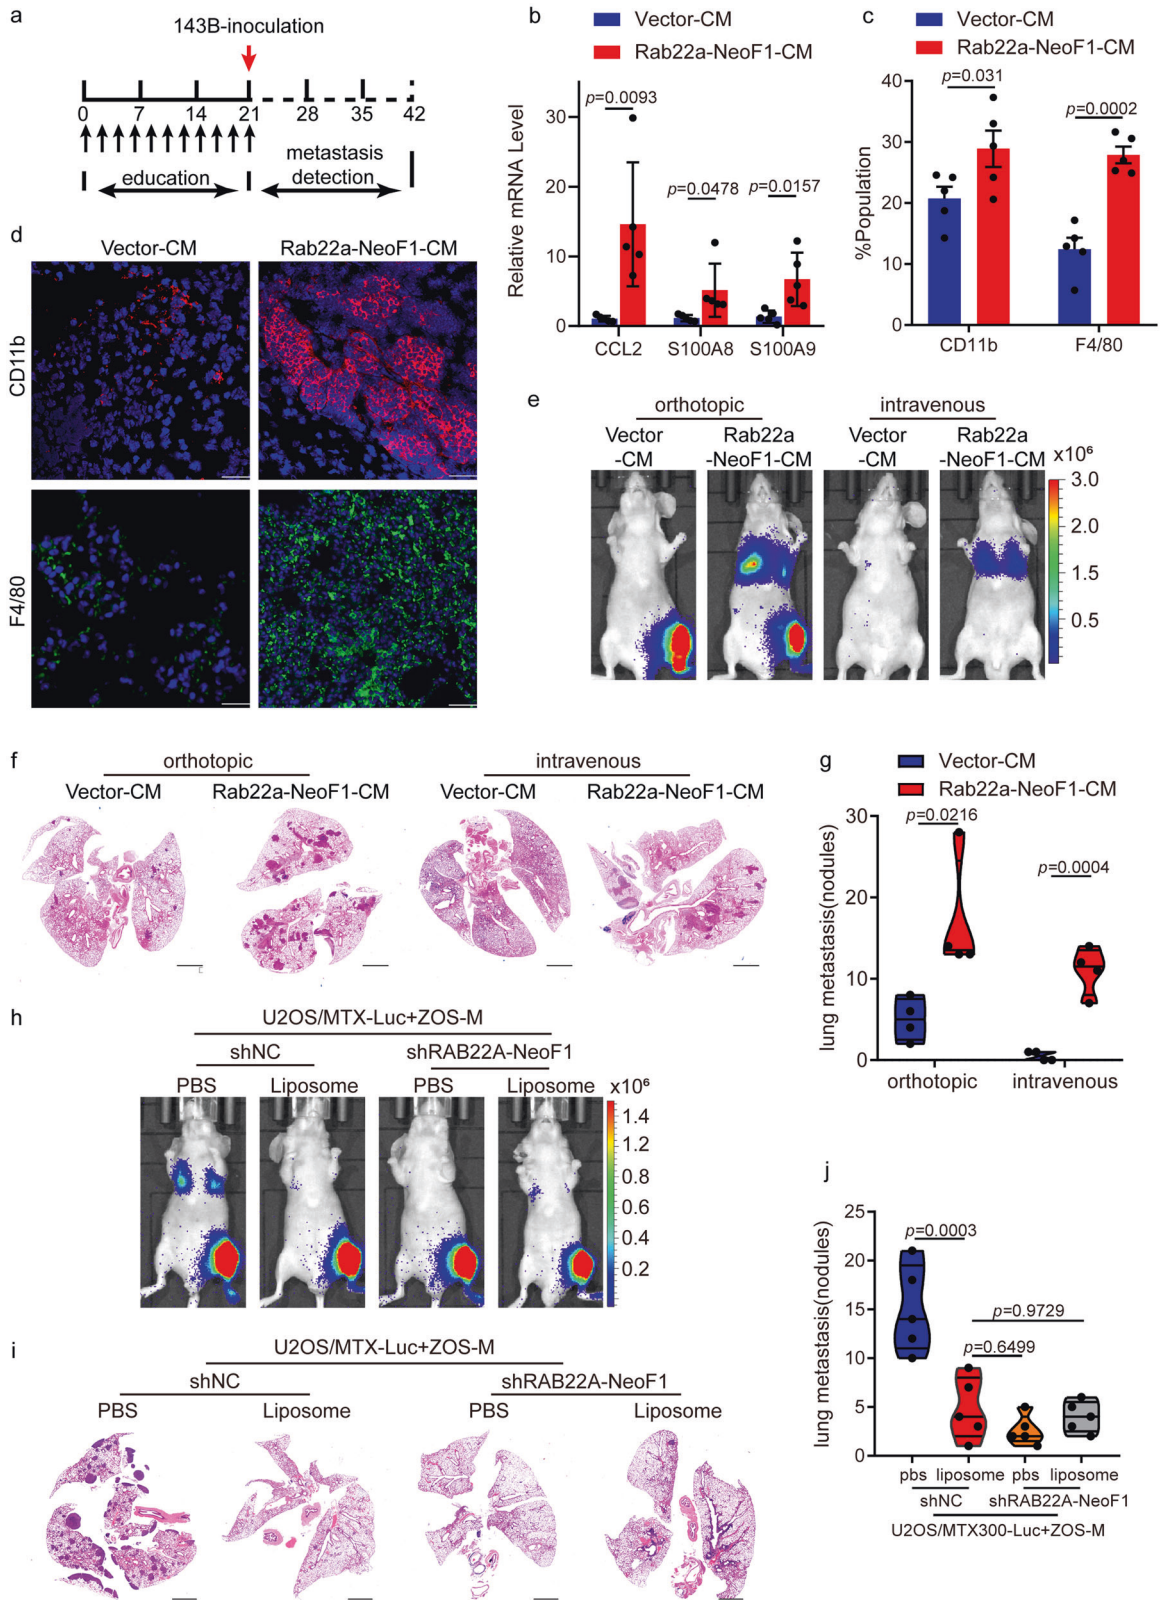 a
143B-inoculation
0 7 14 21 28 35 42
education
metastasis
detection
b
Vector-CM
Rab22a-NeoF1-CM
Relative mRNA Level
30
20
10
0
p=0.0093
p=0.0478
p=0.0157
CCL2 S100A8 S100A9
c
Vector-CM
Rab22a-NeoF1-CM
%Population
40
30
20
10
0
p=0.031
p=0.0002
CD11b F4/80
d
Vector-CM Rab22a-NeoF1-CM
CD11b
F4/80
e
orthotopic intravenous
Vector
-CM
Rab22a
-NeoF1-CM
Vector
-CM
Rab22a
-NeoF1-CM
x10⁶
3.0
2.0
1.5
0.5
f
orthotopic intravenous
Vector-CM Rab22a-NeoF1-CM Vector-CM Rab22a-NeoF1-CM
g
Vector-CM
Rab22a-NeoF1-CM
lung metastasis(nodules)
30
20
10
0
p=0.0216
p=0.0004
orthotopic intravenous
h
U2OS/MTX-Luc+ZOS-M
shNC shRAB22A-NeoF1
PBS Liposome PBS Liposome
x10⁶
1.4
1.2
1.0
0.8
0.6
0.4
0.2
i
U2OS/MTX-Luc+ZOS-M
shNC shRAB22A-NeoF1
PBS Liposome PBS Liposome
j
lung metastasis(nodules)
25
20
15
10
5
0
p=0.0003
p=0.9729
p=0.6499
pbs liposome pbs liposome
shNC shRAB22A-NeoF1
U2OS/MTX300-Luc+ZOS-M